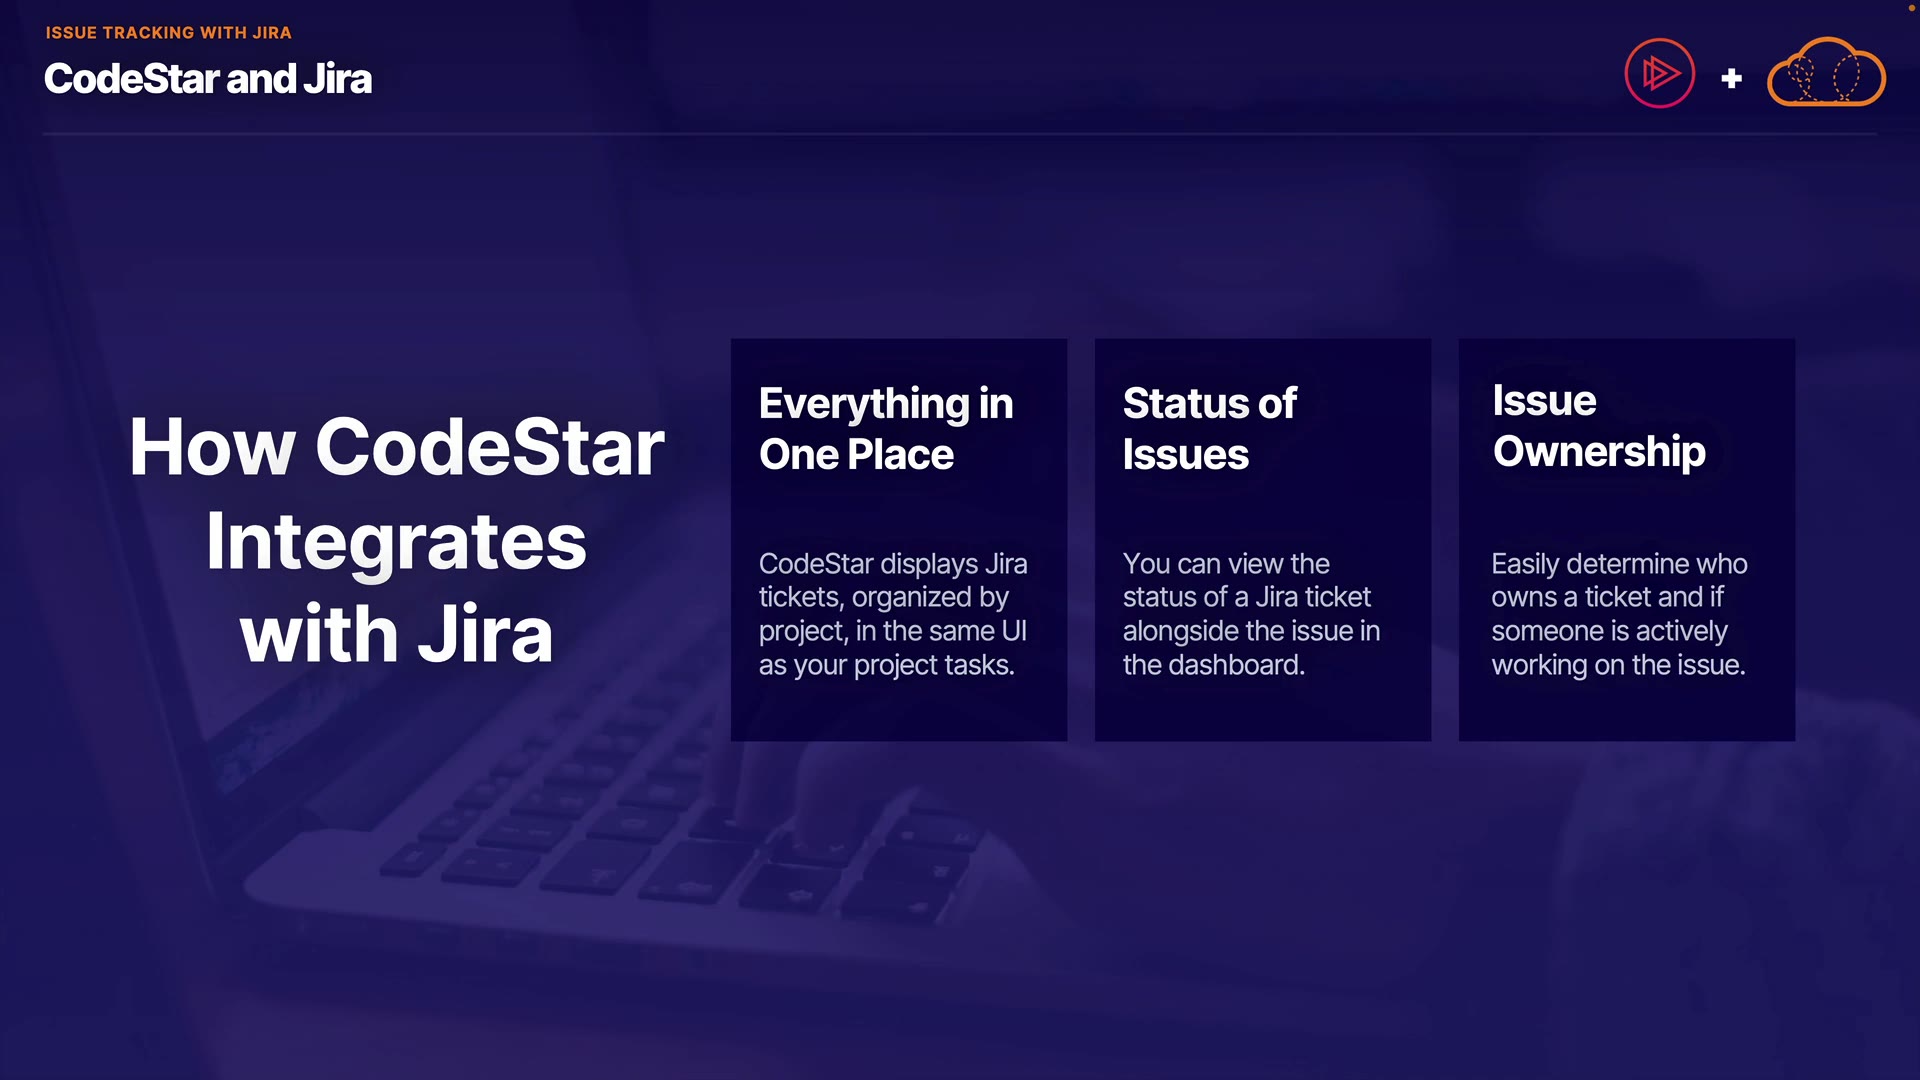 ISSUE TRACKING WITH JIRA
CodeStar and Jira
How CodeStar
Integrates
with Jira
Everything in
One Place
CodeStar displays Jira
tickets, organized by
project, in the same UI
as your project tasks.
Status of
Issues
You can view the
status of a Jira ticket
alongside the issue in
the dashboard.
Issue
Ownership
Easily determine who
owns a ticket and if
someone is actively
working on the issue.